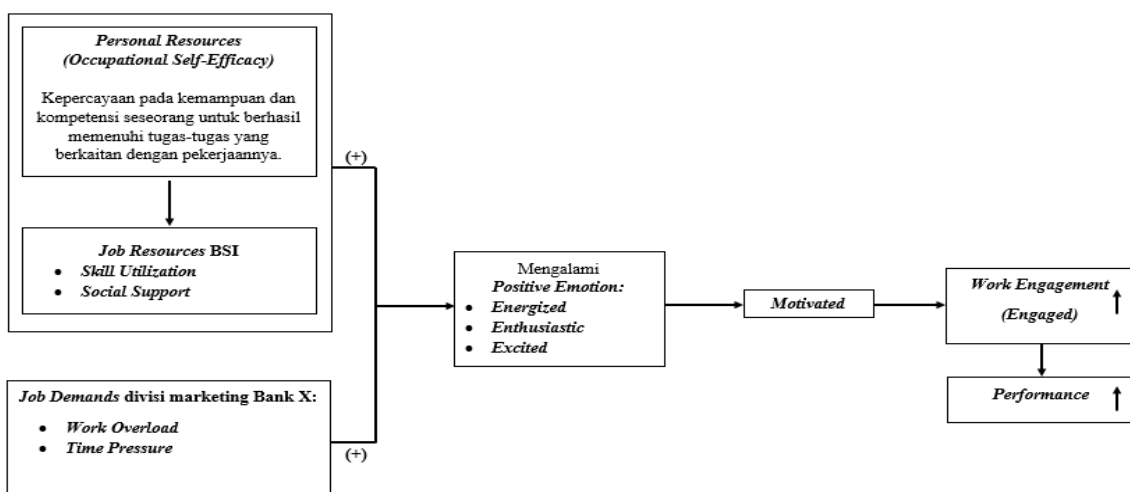 Personal Resources
(Occupational Self-Efficacy)
Kepercayaan pada kemampuan dan
kompetensi seseorang untuk berhasil
memenuhi tugas-tugas yang
berkaitan dengan pekerjaannya.
(+)
Job Resources BSI
• Skill Utilization
• Social Support
Mengalami
Positive Emotion:
• Energized
• Enthusiastic
• Excited
Motivated
Work Engagement
(Engaged)
Performance
Job Demands divisi marketing Bank X:
• Work Overload
• Time Pressure
(+)